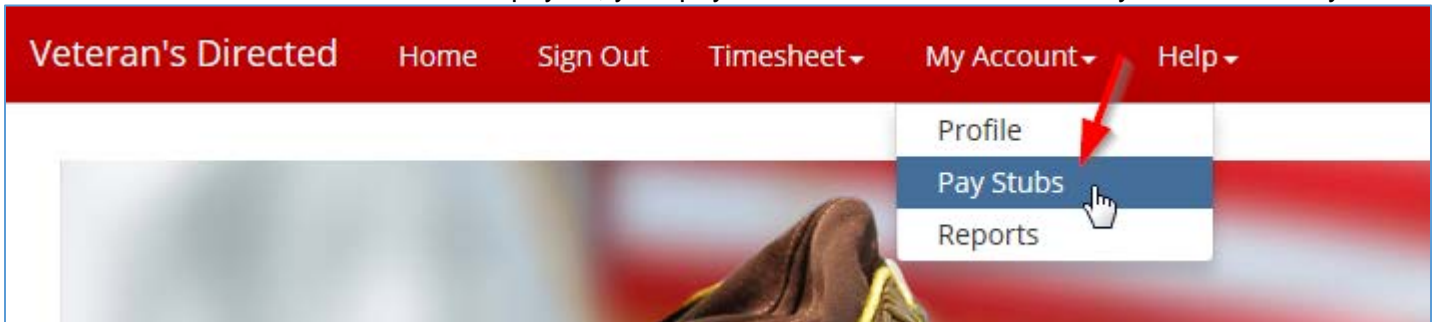 Veteran's Directed Home Sign Out Timesheet My Account Help
Profile
Pay Stubs
Reports